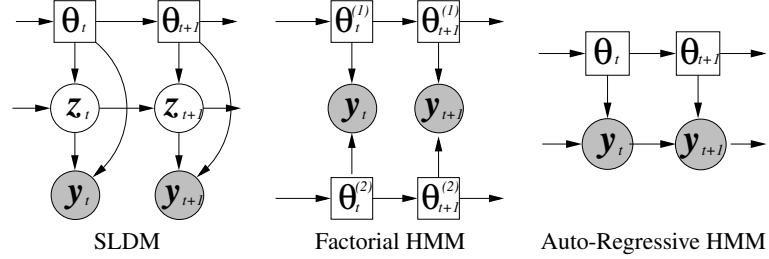 θt θt+1
zt zt+1
yt yt+1
SLDM
θt(1) θt+1(1)
yt yt+1
θt(2) θt+1(2)
Factorial HMM
θt θt+1
yt yt+1
Auto-Regressive HMM